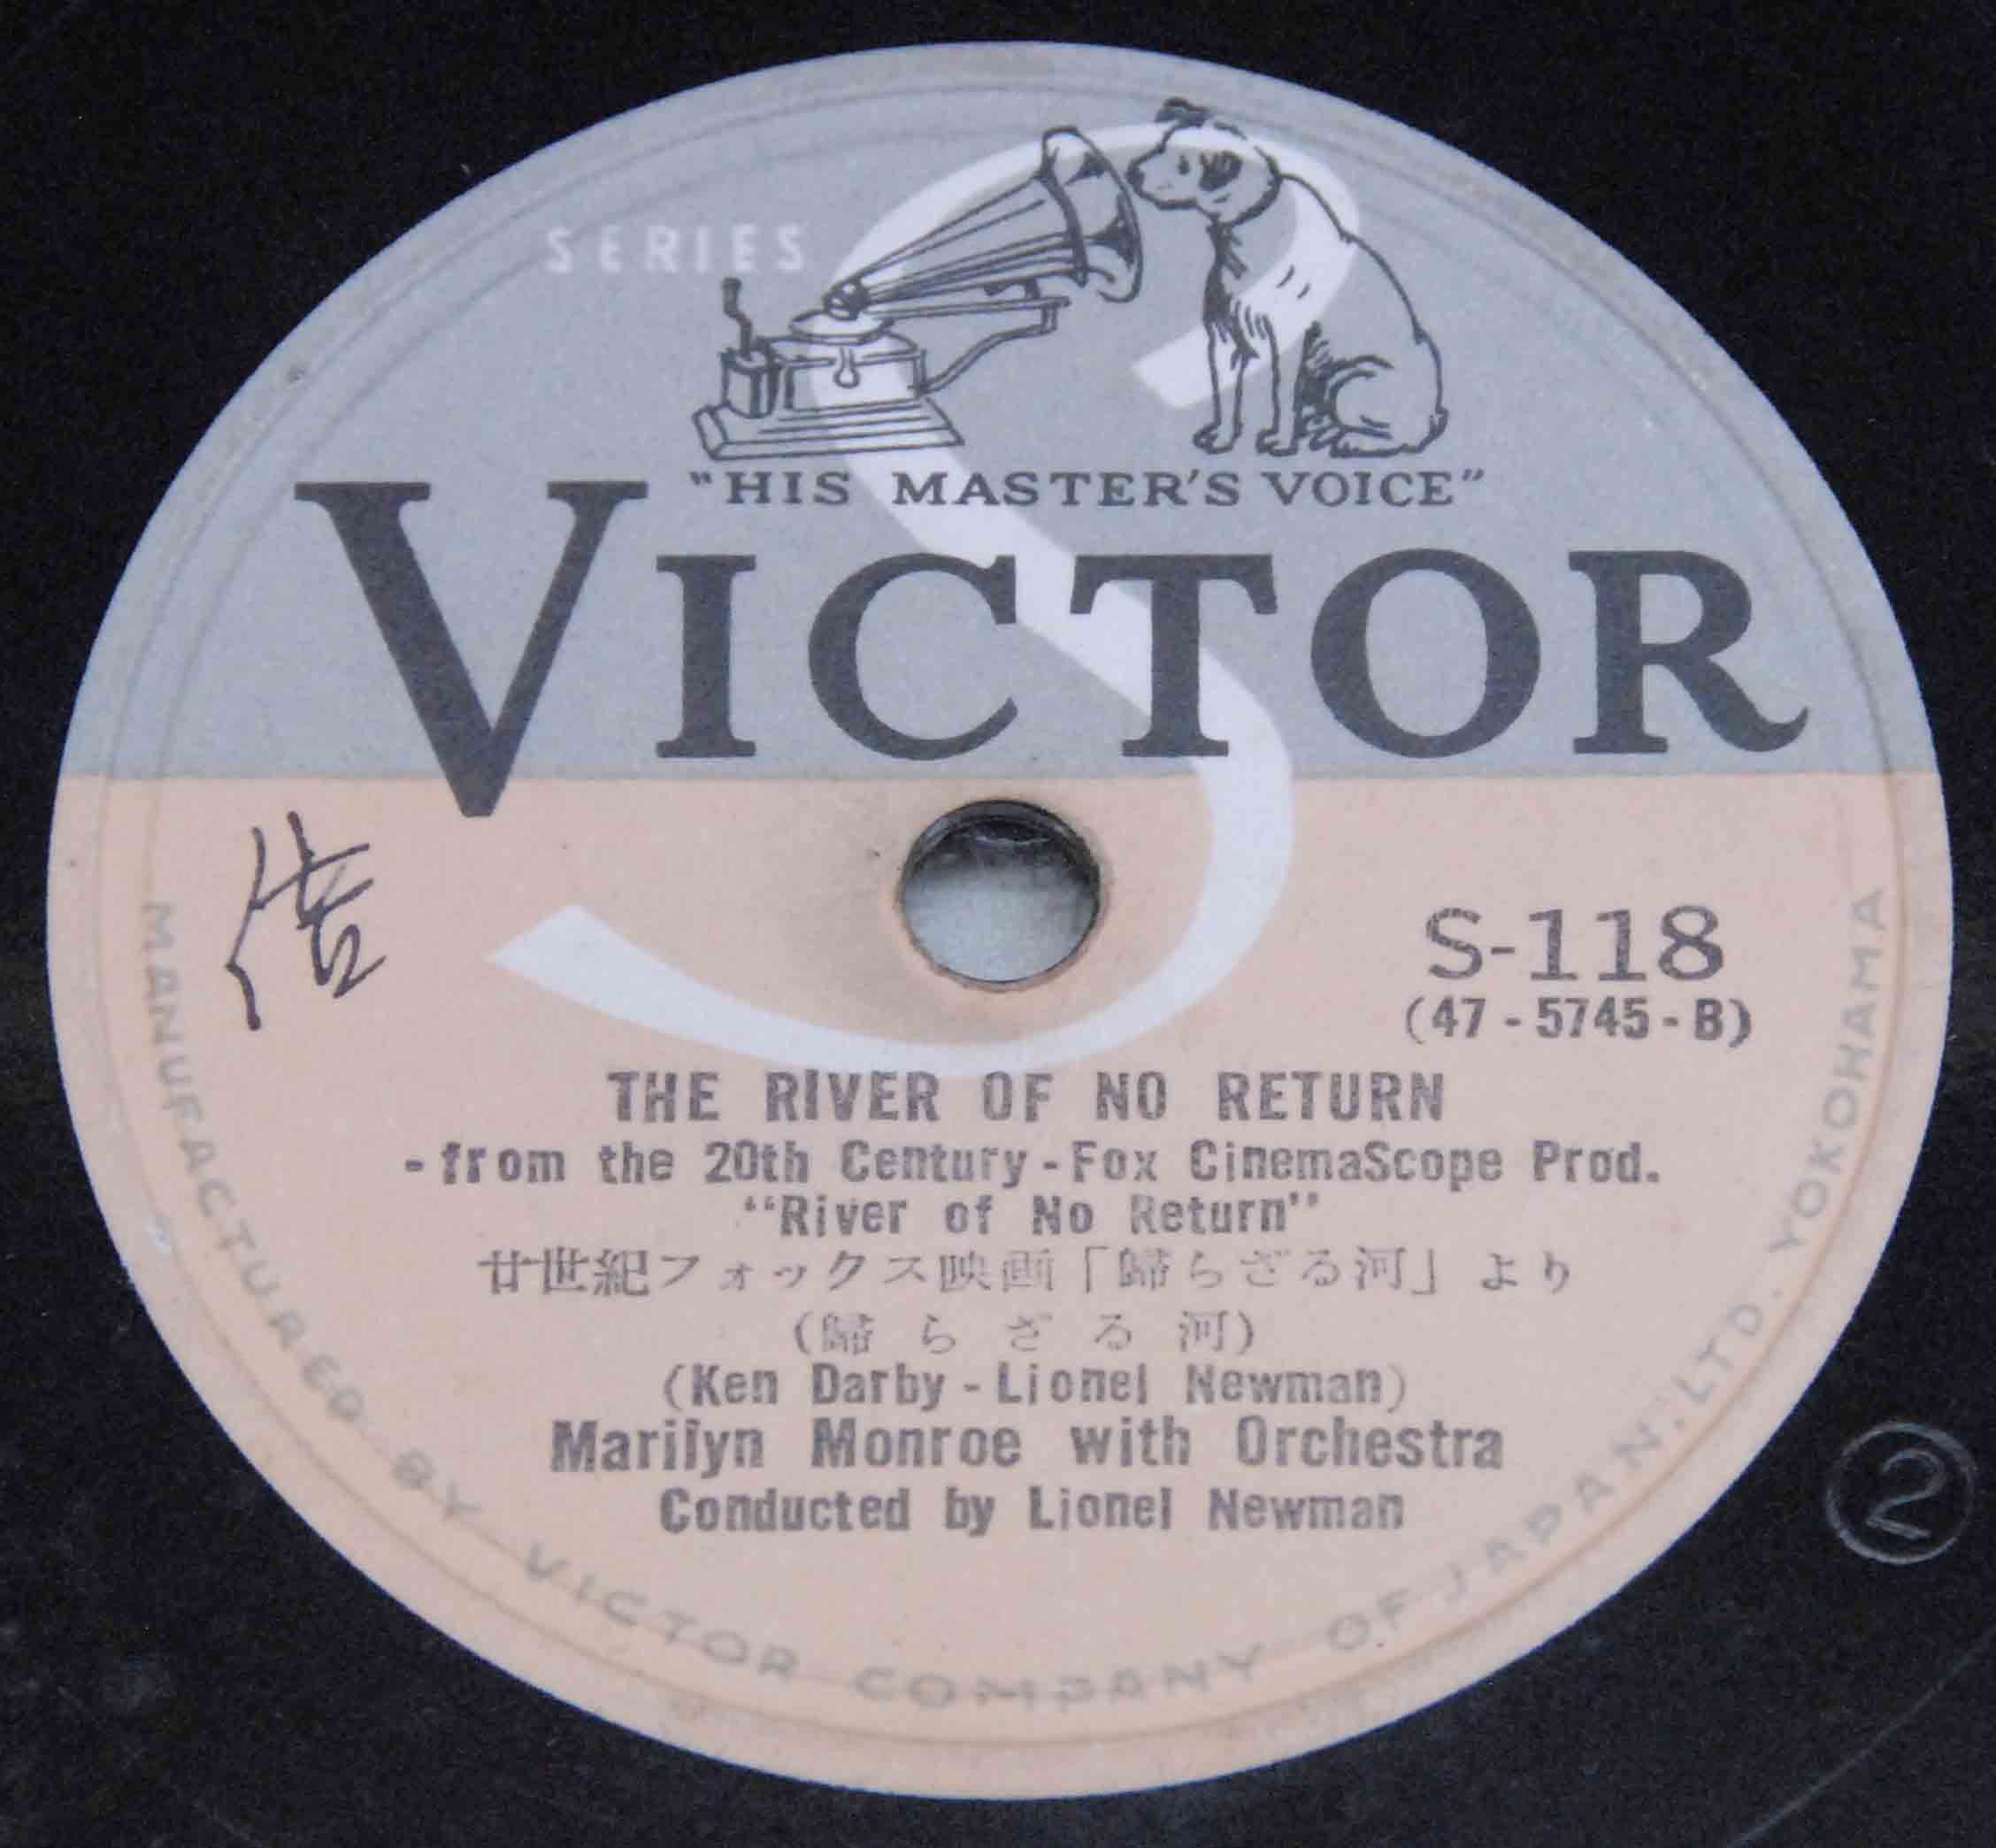 SERIES S
"HIS MASTER'S VOICE"
VICTOR
S-118
(47-5745-B)
THE RIVER OF NO RETURN
-from the 20th Century-Fox CinemaScope Prod.
"River of No Return"
廿世紀フォックス映画「歸らざる河」より
(歸らざる河)
(Ken Darby-Lionel Newman)
Marilyn Monroe with Orchestra
Conducted by Lionel Newman
MANUFACTURED BY VICTOR COMPANY OF JAPAN. LTD. YOKOHAMA
2